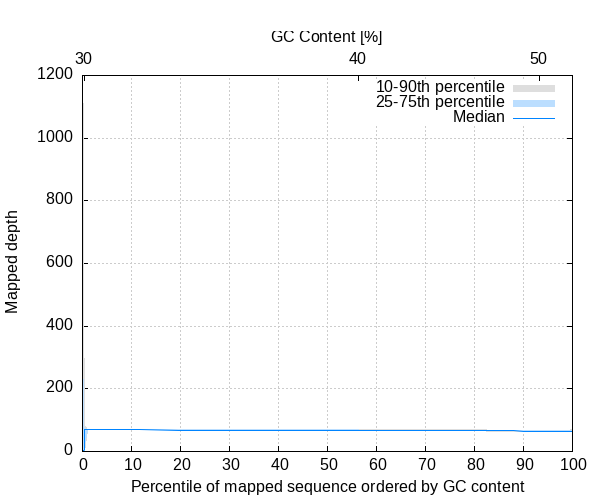 GC Content [%]
30 40 50
1200
1000
800
600
400
200
0
10-90th percentile
25-75th percentile
Median
Mapped depth
0 10 20 30 40 50 60 70 80 90 100
Percentile of mapped sequence ordered by GC content